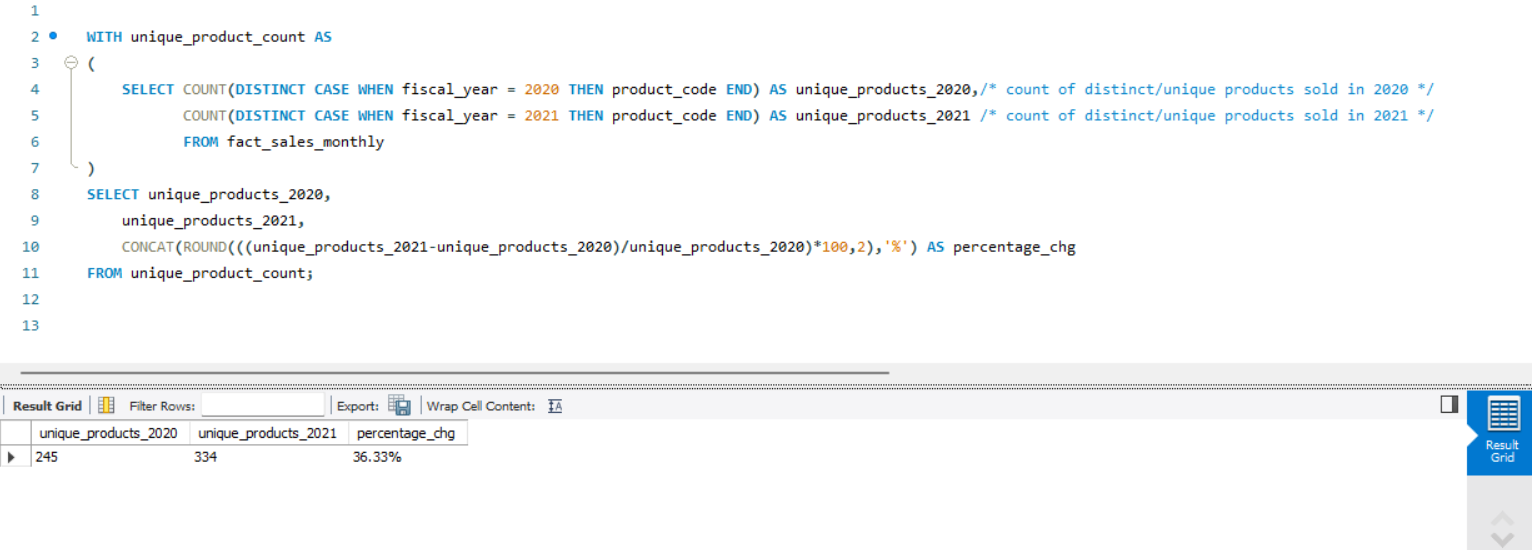 1
2 WITH unique_product_count AS
3 (
4 SELECT COUNT(DISTINCT CASE WHEN fiscal_year = 2020 THEN product_code END) AS unique_products_2020,/* count of distinct/unique products sold in 2020 */
5 COUNT(DISTINCT CASE WHEN fiscal_year = 2021 THEN product_code END) AS unique_products_2021 /* count of distinct/unique products sold in 2021 */
6 FROM fact_sales_monthly
7 )
8 SELECT unique_products_2020,
9 unique_products_2021,
10 CONCAT(ROUND(((unique_products_2021-unique_products_2020)/unique_products_2020)*100,2),'%') AS percentage_chg
11 FROM unique_product_count;
12
13
Result Grid Filter Rows: Export: Wrap Cell Content: IA
unique_products_2020 unique_products_2021 percentage_chg
245 334 36.33%
Result
Grid